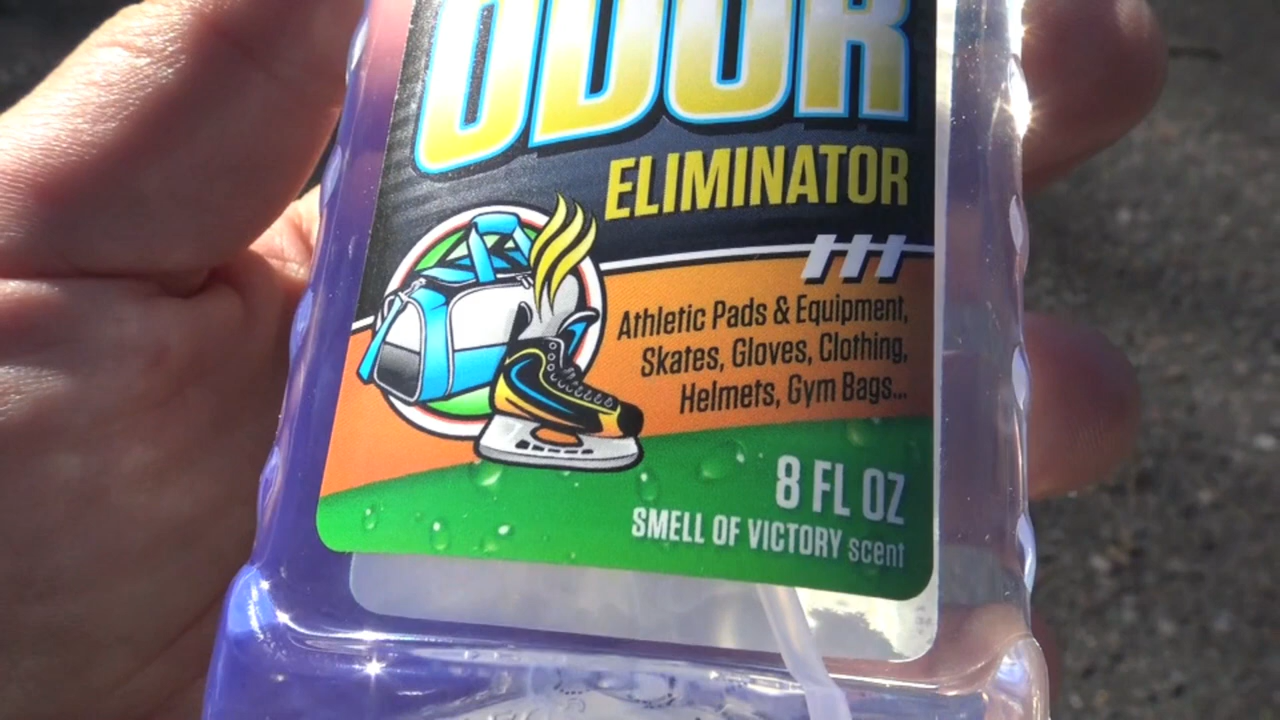 ODOR
ELIMINATOR
Athletic Pads & Equipment,
Skates, Gloves, Clothing,
Helmets, Gym Bags...
8 FL OZ
SMELL OF VICTORY scent